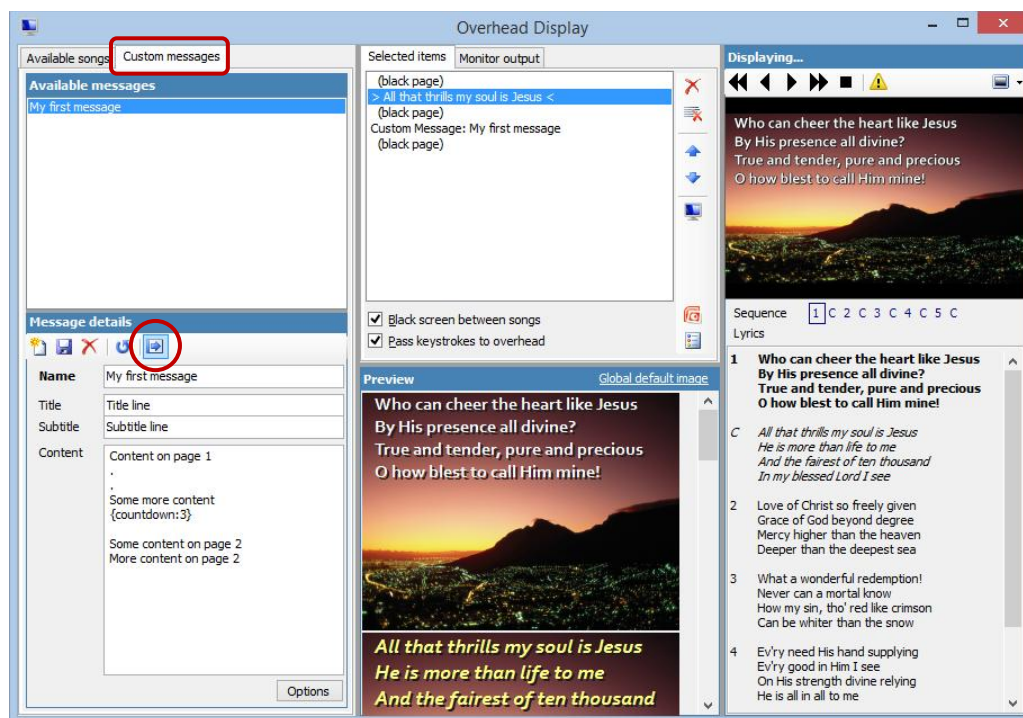 Overhead Display
Available songs
Custom messages
Available messages
My first message
Message details
Name
My first message
Title
Title line
Subtitle
Subtitle line
Content
Content on page 1
.
.
Some more content
{countdown:3}
Some content on page 2
More content on page 2
Options
Selected items
Monitor output
(black page)
> All that thrills my soul is Jesus <
(black page)
Custom Message: My first message
(black page)
Black screen between songs
Pass keystrokes to overhead
Preview
Global default image
Who can cheer the heart like Jesus
By His presence all divine?
True and tender, pure and precious
O how blest to call Him mine!
All that thrills my soul is Jesus
He is more than life to me
And the fairest of ten thousand
Displaying...
Who can cheer the heart like Jesus
By His presence all divine?
True and tender, pure and precious
O how blest to call Him mine!
Sequence 1 C 2 C 3 C 4 C 5 C
Lyrics
1 Who can cheer the heart like Jesus
By His presence all divine?
True and tender, pure and precious
O how blest to call Him mine!
C All that thrills my soul is Jesus
He is more than life to me
And the fairest of ten thousand
In my blessed Lord I see
2 Love of Christ so freely given
Grace of God beyond degree
Mercy higher than the heaven
Deeper than the deepest sea
3 What a wonderful redemption!
Never can a mortal know
How my sin, tho' red like crimson
Can be whiter than the snow
4 Ev'ry need His hand supplying
Ev'ry good in Him I see
On His strength divine relying
He is all in all to me